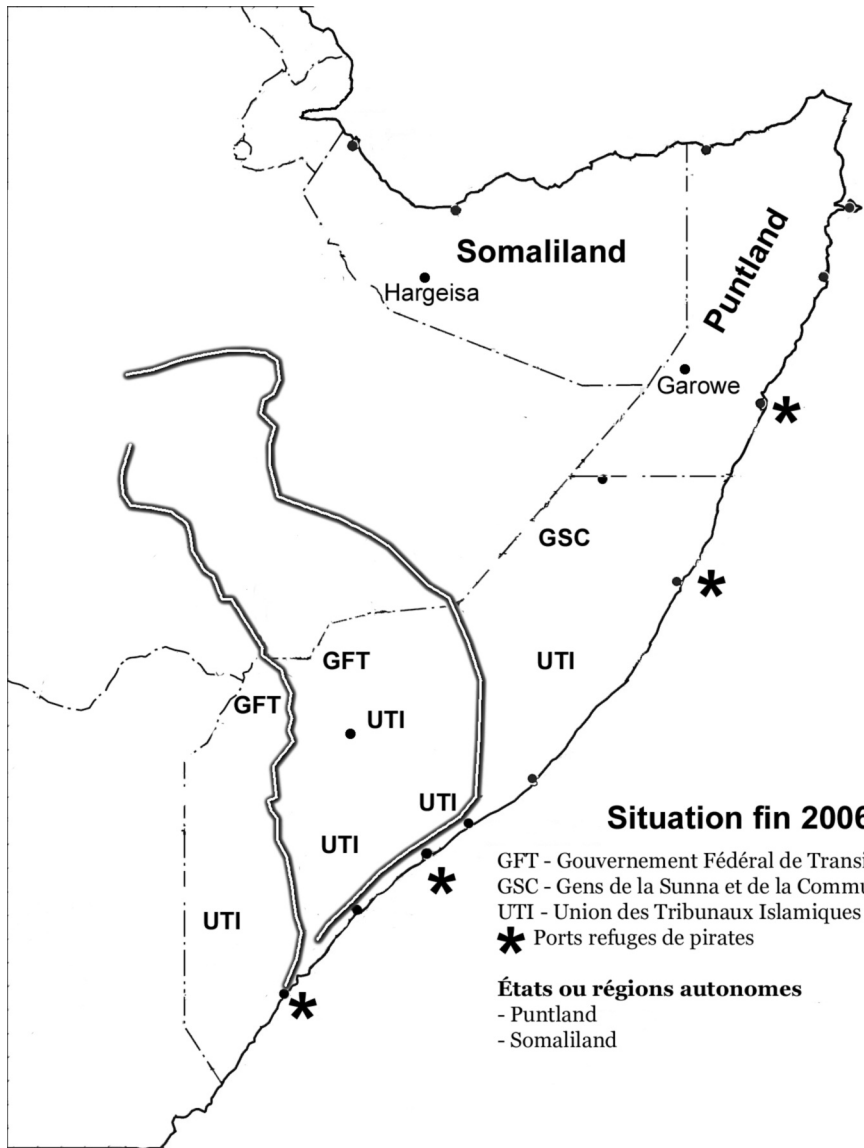 Somaliland
Puntland
Hargeisa
Garowe
*
*
GSC
GFT
UTI
GFT
UTI
UTI
UTI
*
UTI
*
Situation fin 2006
GFT - Gouvernement Fédéral de Transi
GSC - Gens de la Sunna et de la Commu
UTI - Union des Tribunaux Islamiques
* Ports refuges de pirates
États ou régions autonomes
- Puntland
- Somaliland